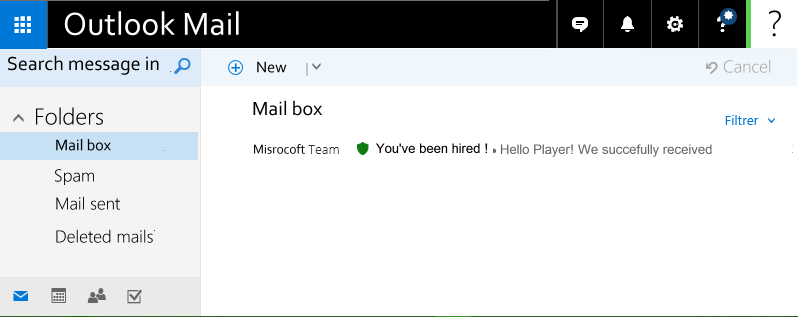 Outlook Mail
?
?
Search message in
New
Cancel
Folders
Mail box
Filtrer
Mail box
Misrocoft Team You've been hired ! • Hello Player! We succefully received
Spam
Mail sent
Deleted mails